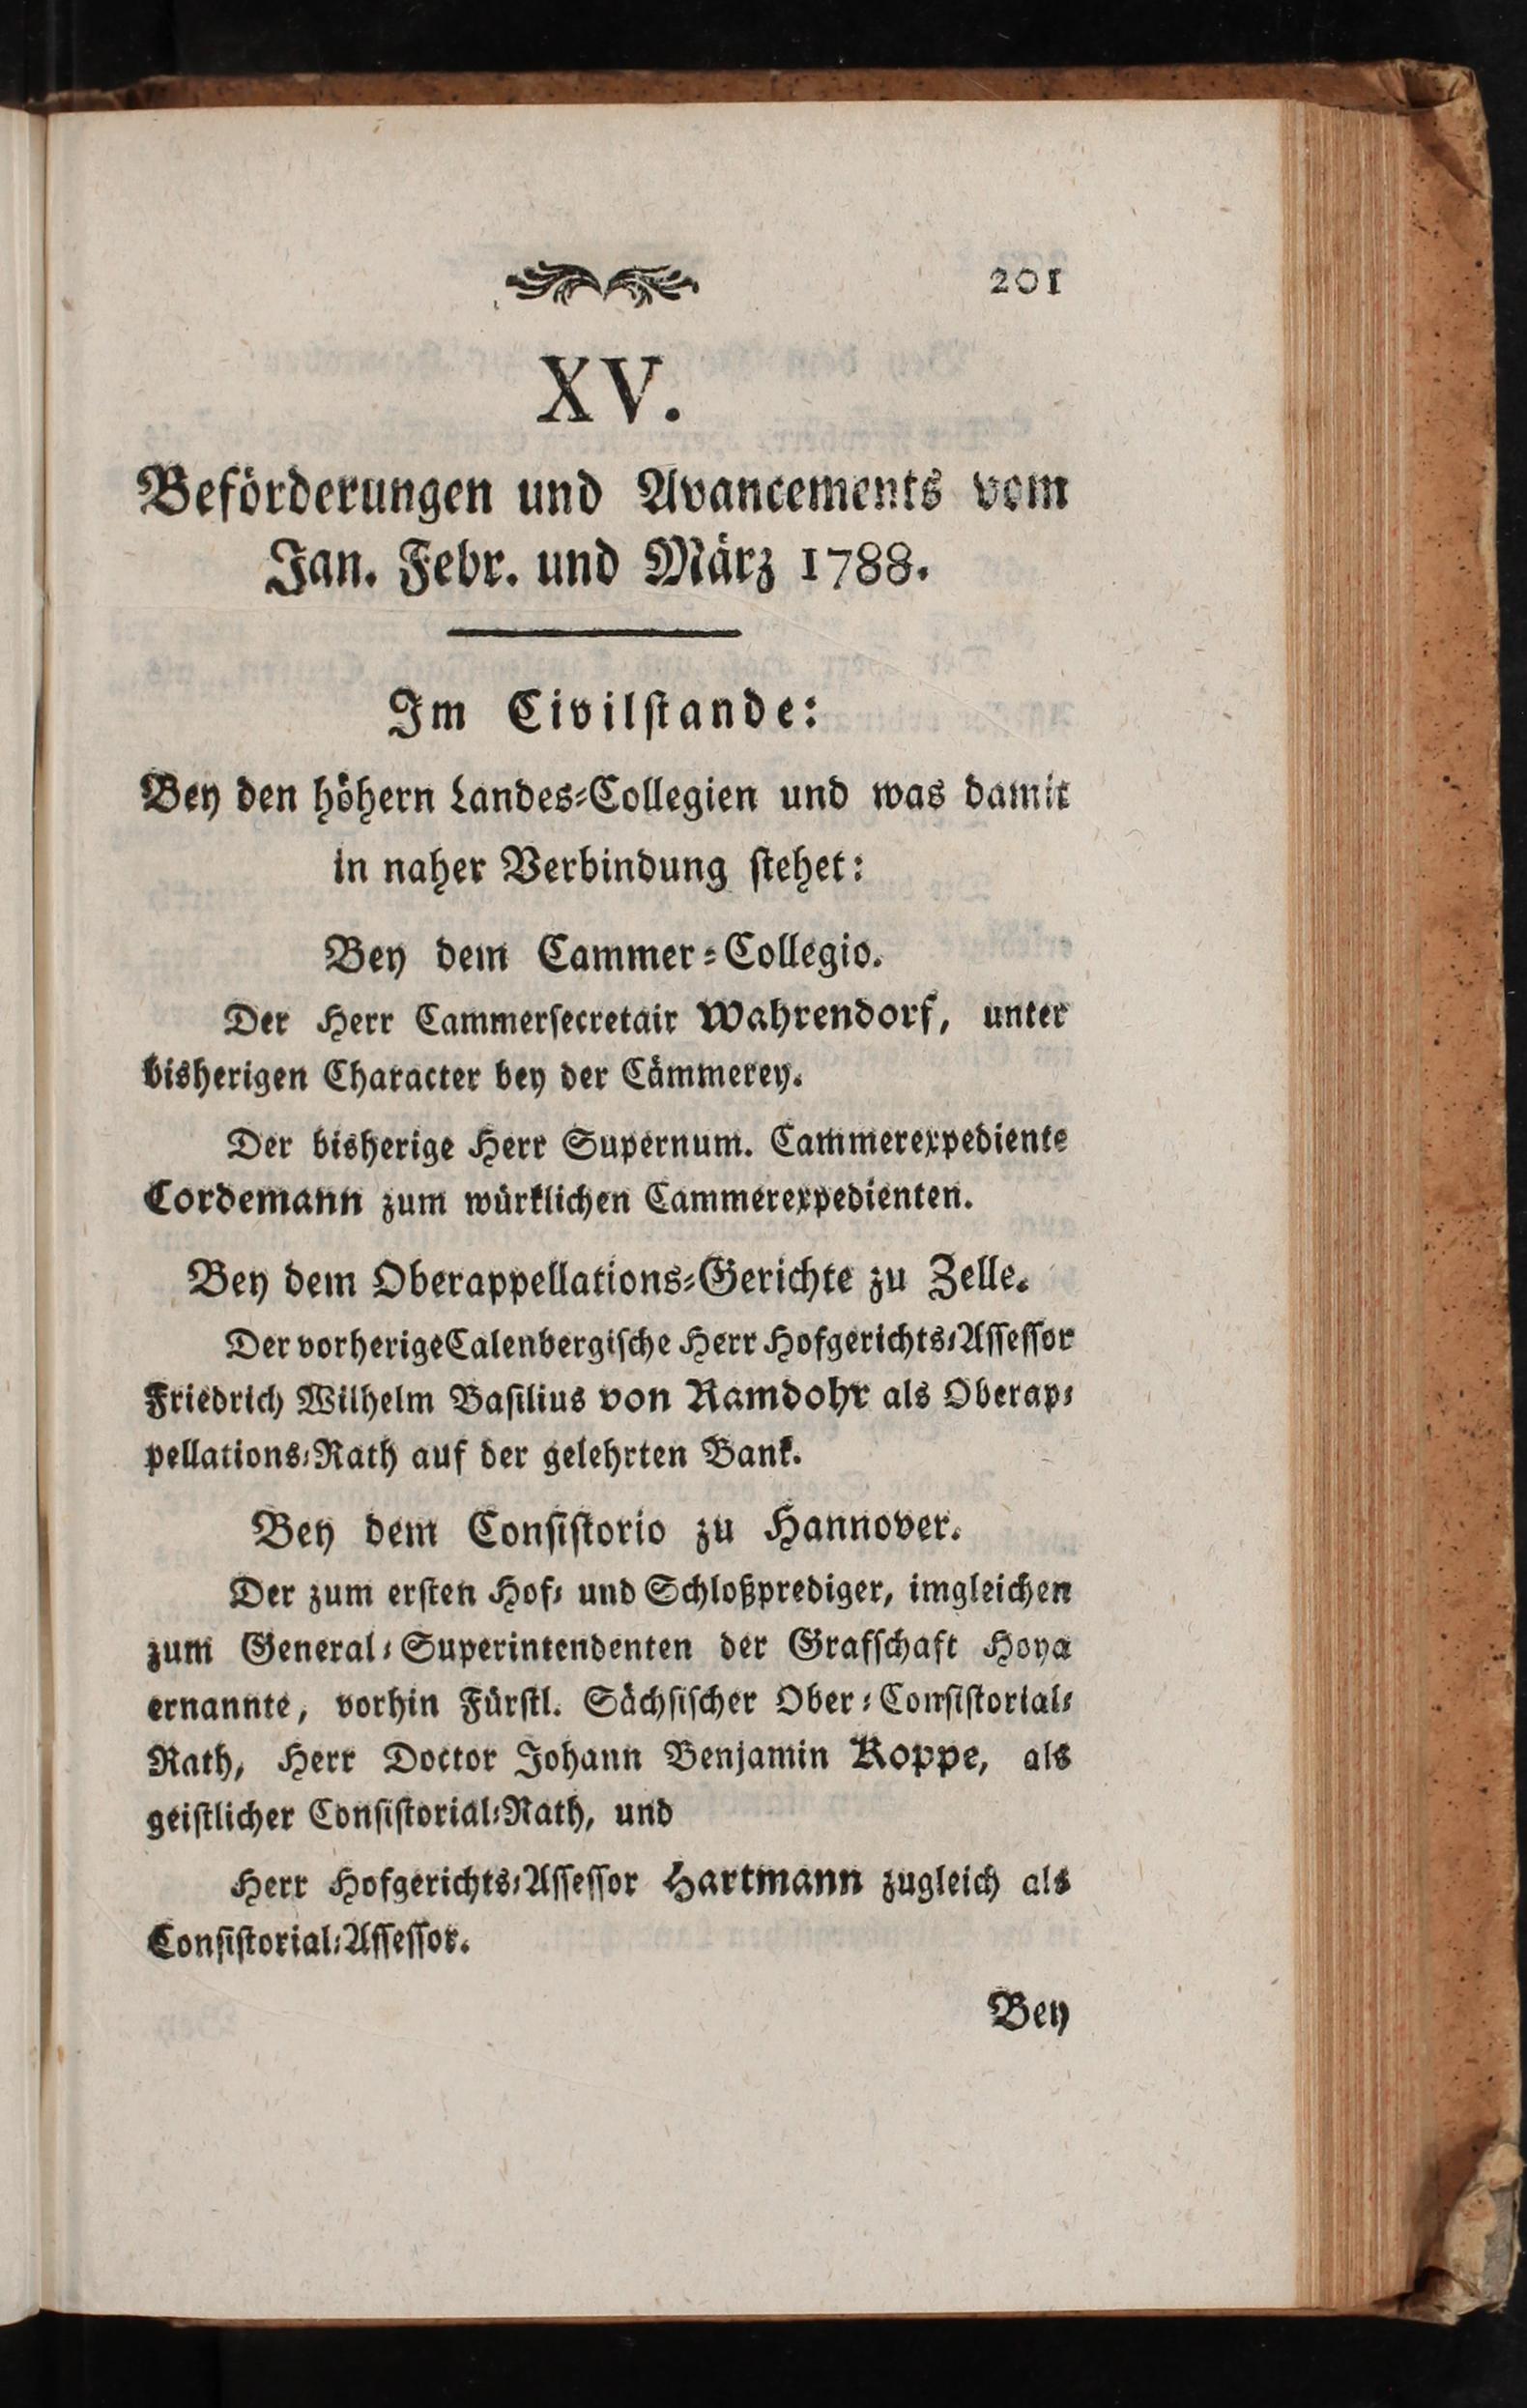 201
XV.
Beförderungen und Avancements vom
Jan. Febr. und März 1788.
Im Civilſtande:
Bey den höhern Landes-Collegien und was damit
in naher Verbindung ſtehet:
Bey dem Cammer-Collegio.
Der Herr Cammerſecretair Wahrendorf, unter
bisherigen Character bey der Cämmerey.
Der bisherige Herr Supernum. Cammerexpediente
Cordemann zum würklichen Cammerexpedienten.
Bey dem Oberappellations-Gerichte zu Zelle.
Der vorherige Calenbergiſche Herr Hofgerichts-Aſſeſſor
Friedrich Wilhelm Baſilius von Ramdohr als Oberap-
pellations-Rath auf der gelehrten Bank.
Bey dem Conſiſtorio zu Hannover.
Der zum erſten Hof- und Schloßprediger, imgleichen
zum General-Superintendenten der Grafſchaft Hoya
ernannte, vorhin Fürſtl. Sächſiſcher Ober-Conſiſtorial-
Rath, Herr Doctor Johann Benjamin Koppe, als
geiſtlicher Conſiſtorial-Rath, und
Herr Hofgerichts-Aſſeſſor Hartmann zugleich als
Conſiſtorial-Aſſeſſor.
Bey